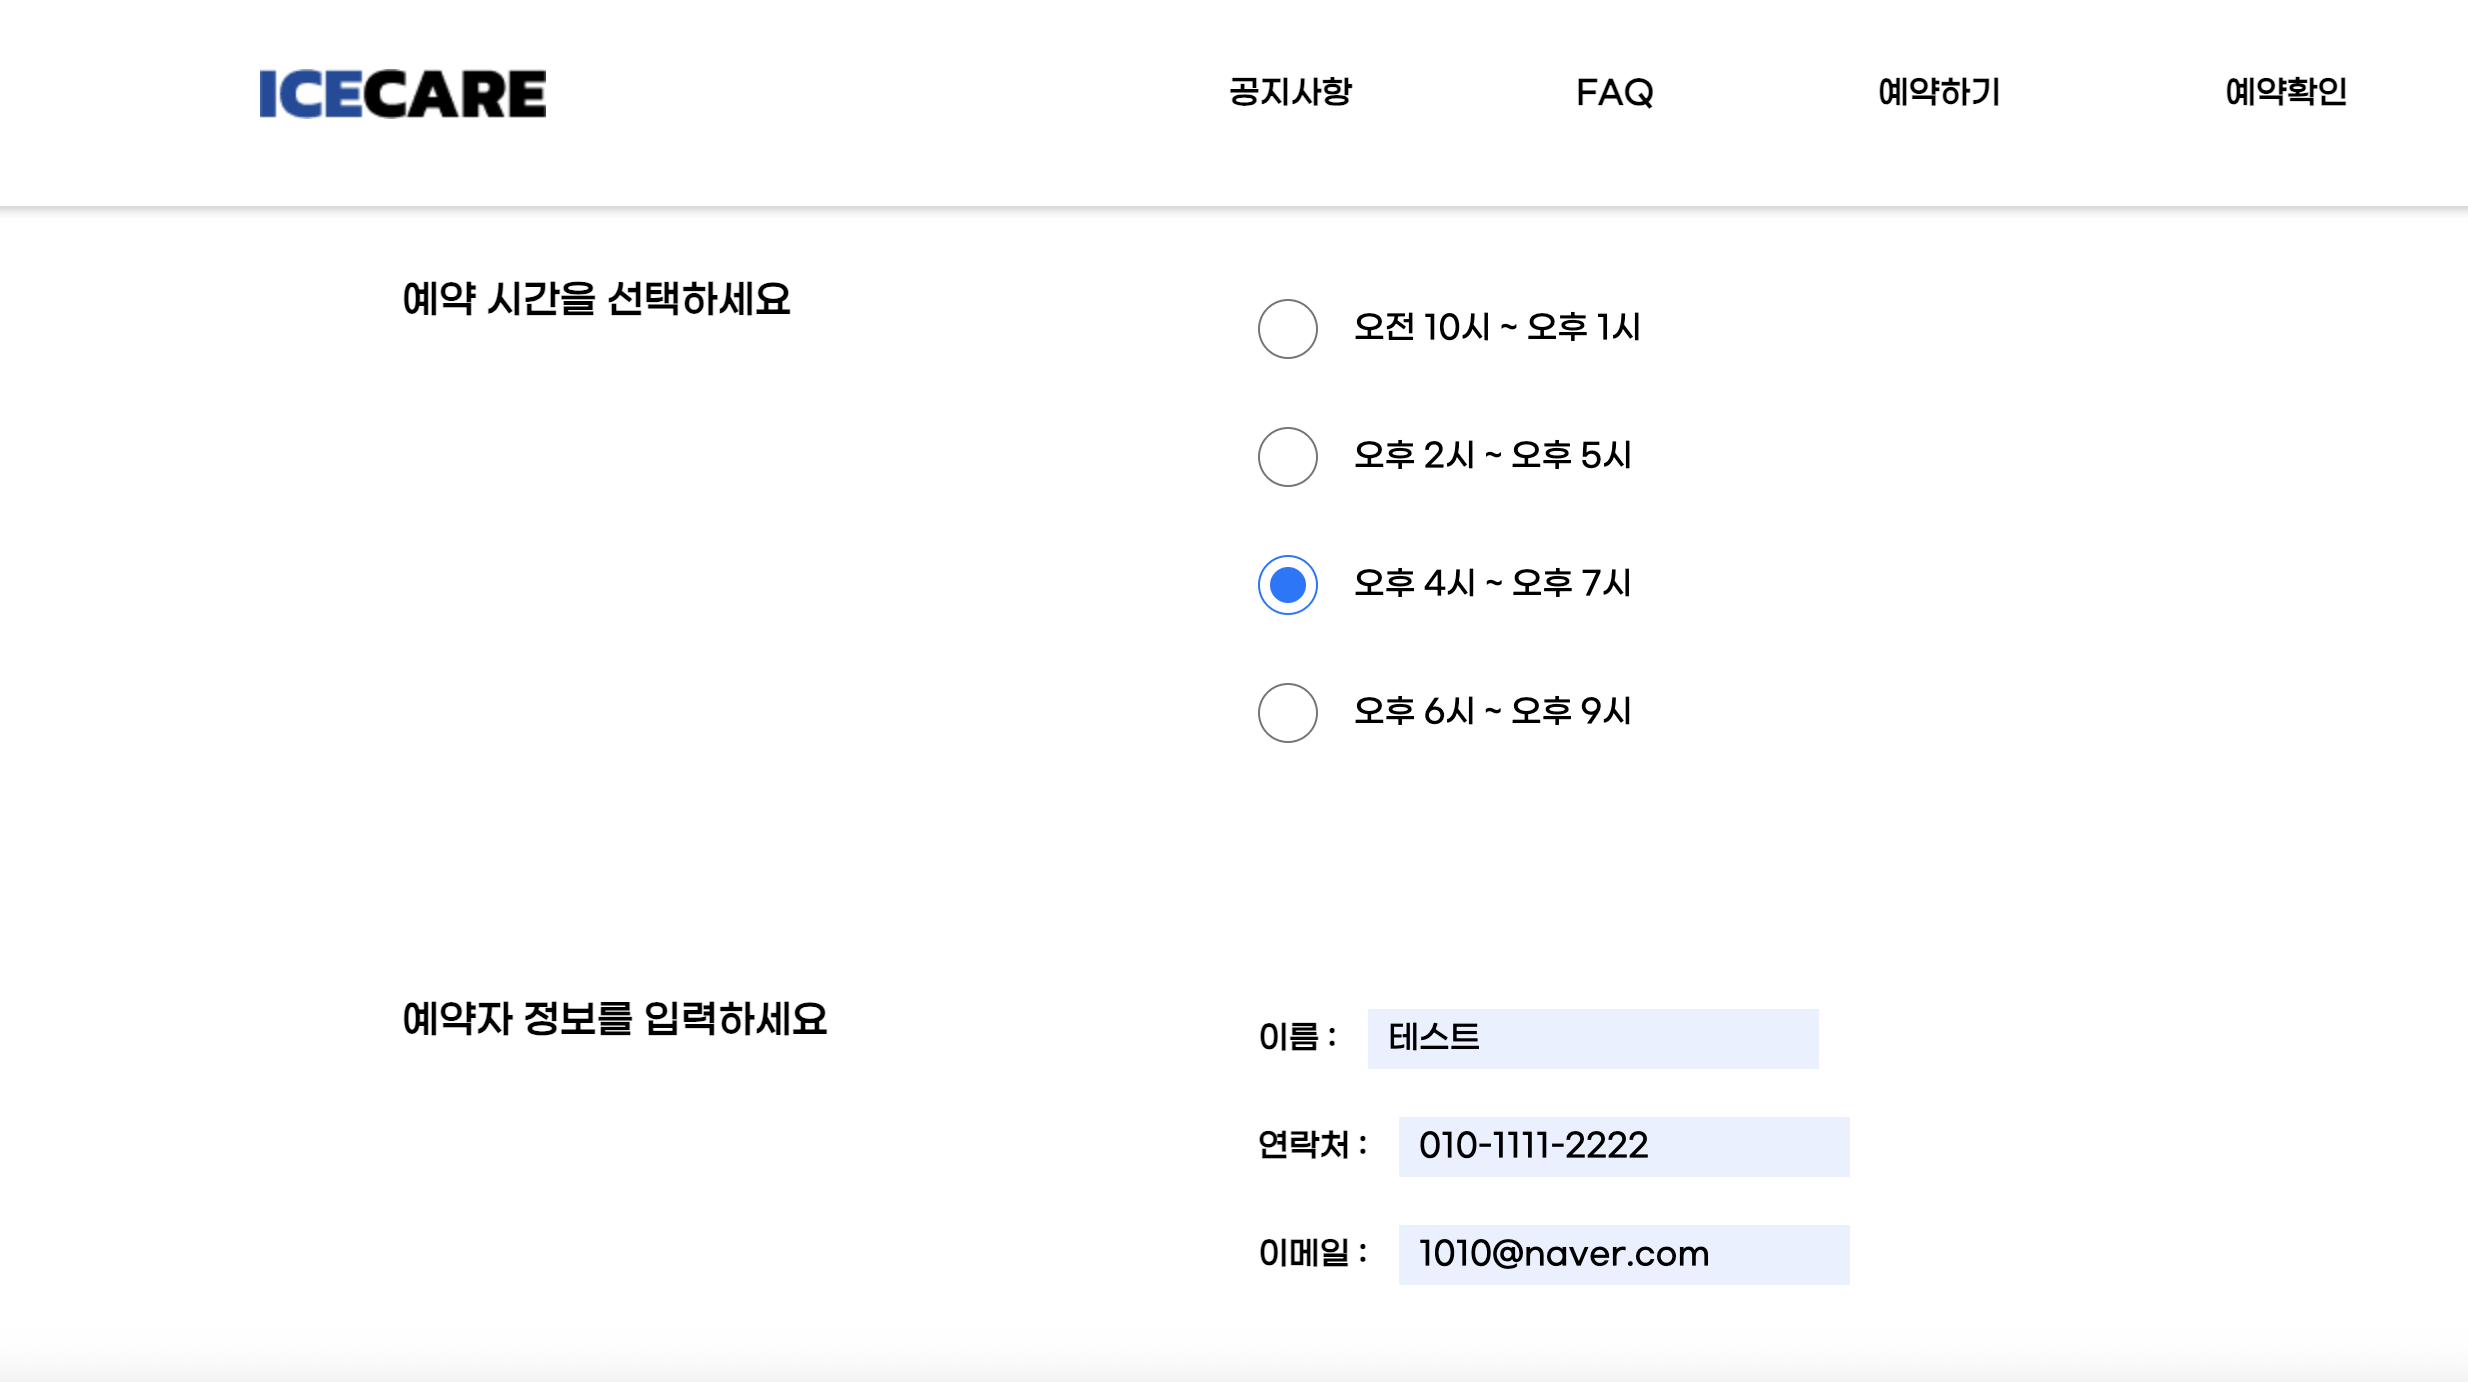 ICECARE
공지사항 FAQ 예약하기 예약확인
예약 시간을 선택하세요
오전 10시 ~ 오후 1시
오후 2시 ~ 오후 5시
오후 4시 ~ 오후 7시
오후 6시 ~ 오후 9시
예약자 정보를 입력하세요
이름 : 테스트
연락처 : 010-1111-2222
이메일 : 1010@naver.com